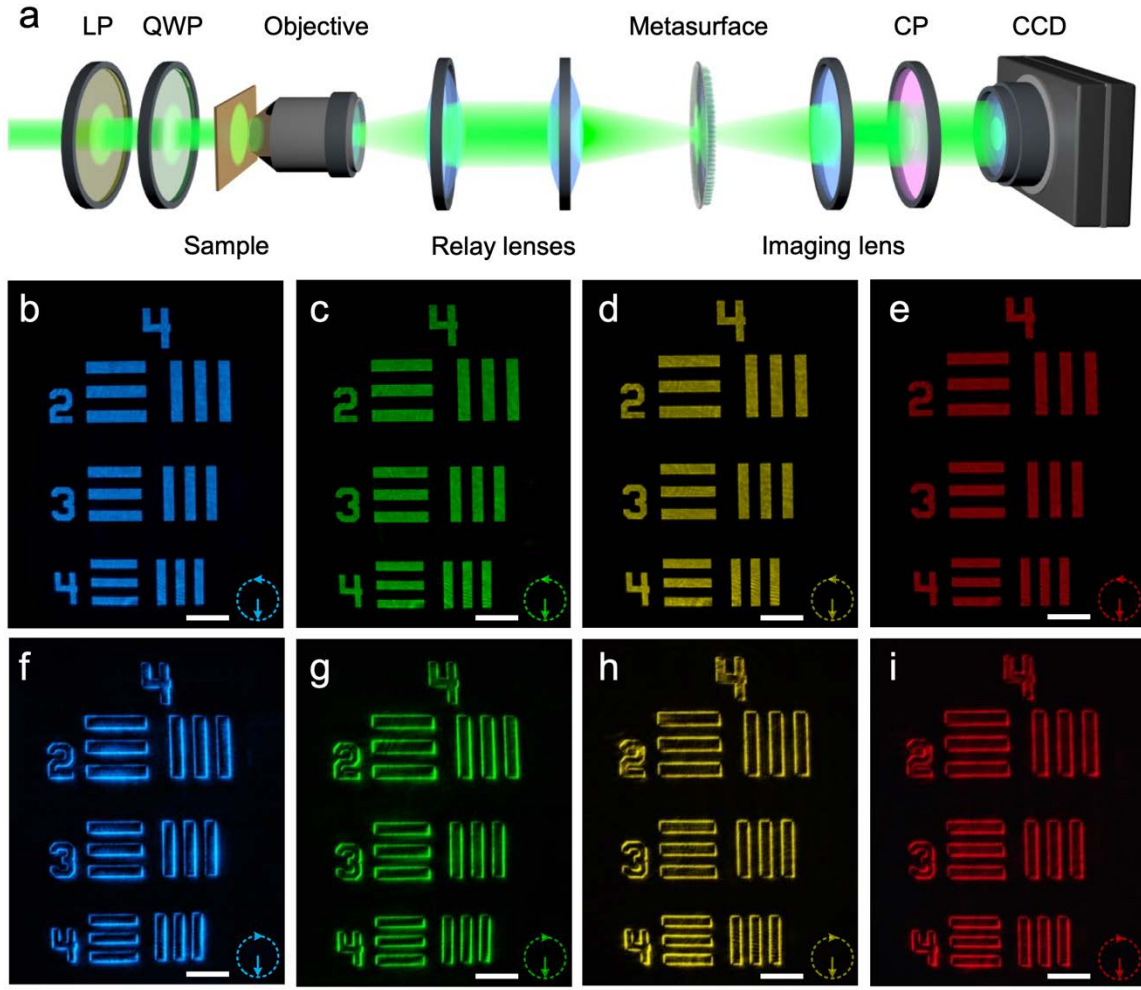 a
LP QWP Objective Metasurface CP CCD
Sample Relay lenses Imaging lens
b c d e
4 4 4 4
2 2 2 2
3 3 3 3
4 4 4 4
f g h i
4 4 4 4
2 2 2 2
3 3 3 3
4 4 4 4